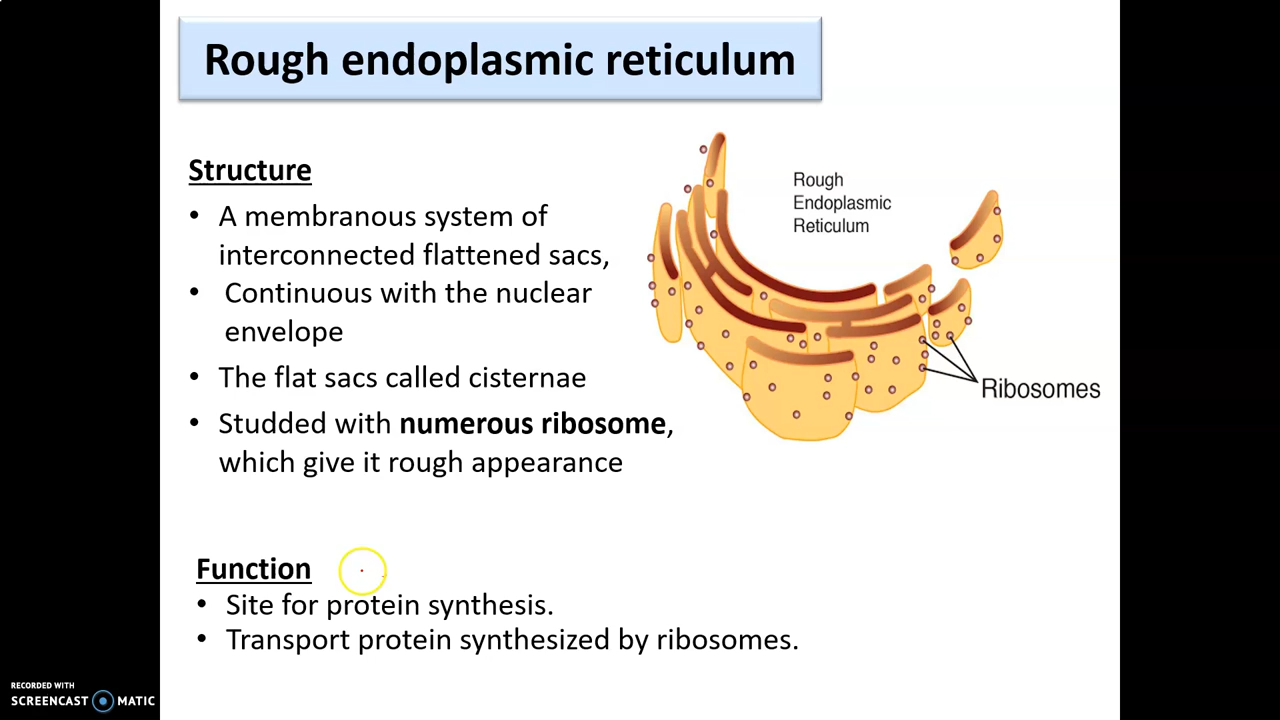 Rough endoplasmic reticulum
Structure
• A membranous system of
interconnected flattened sacs,
• Continuous with the nuclear
envelope
• The flat sacs called cisternae
• Studded with numerous ribosome,
which give it rough appearance
Rough
Endoplasmic
Reticulum
Ribosomes
Function
• Site for protein synthesis.
• Transport protein synthesized by ribosomes.
RECORDED WITH
SCREENCAST MATIC